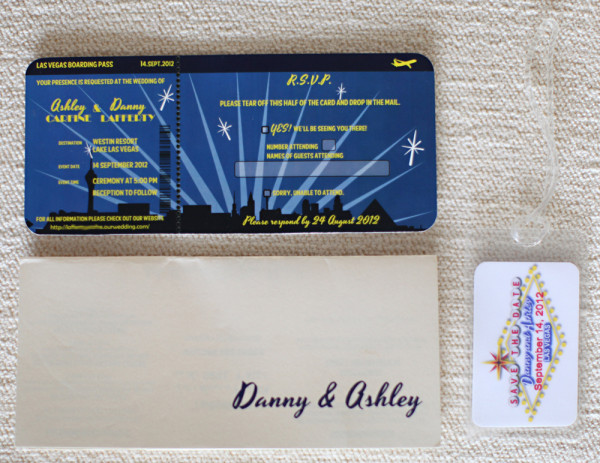 LAS VEGAS BOARDING PASS 14.SEPT.2012
YOUR PRESENCE IS REQUESTED AT THE WEDDING OF
Ashley & Danny
CARFINE LAFFERTY
DESTINATION WESTIN RESORT
LAKE LAS VEGAS
EVENT DATE 14 SEPTEMBER 2012
EVENT TIME CEREMONY AT 5:00 PM
RECEPTION TO FOLLOW
FOR ALL INFORMATION PLEASE CHECK OUT OUR WEBSITE
R.S.V.P.
PLEASE TEAR OFF THIS HALF OF THE CARD AND DROP IN THE MAIL.
YES! WE'LL BE SEEING YOU THERE!
NUMBER ATTENDING
NAMES OF GUESTS ATTENDING
SORRY, UNABLE TO ATTEND.
Please respond by 24 August 2012
Danny & Ashley
SAVE THE DATE
Danny and Ashley
LAS VEGAS
September 14, 2012